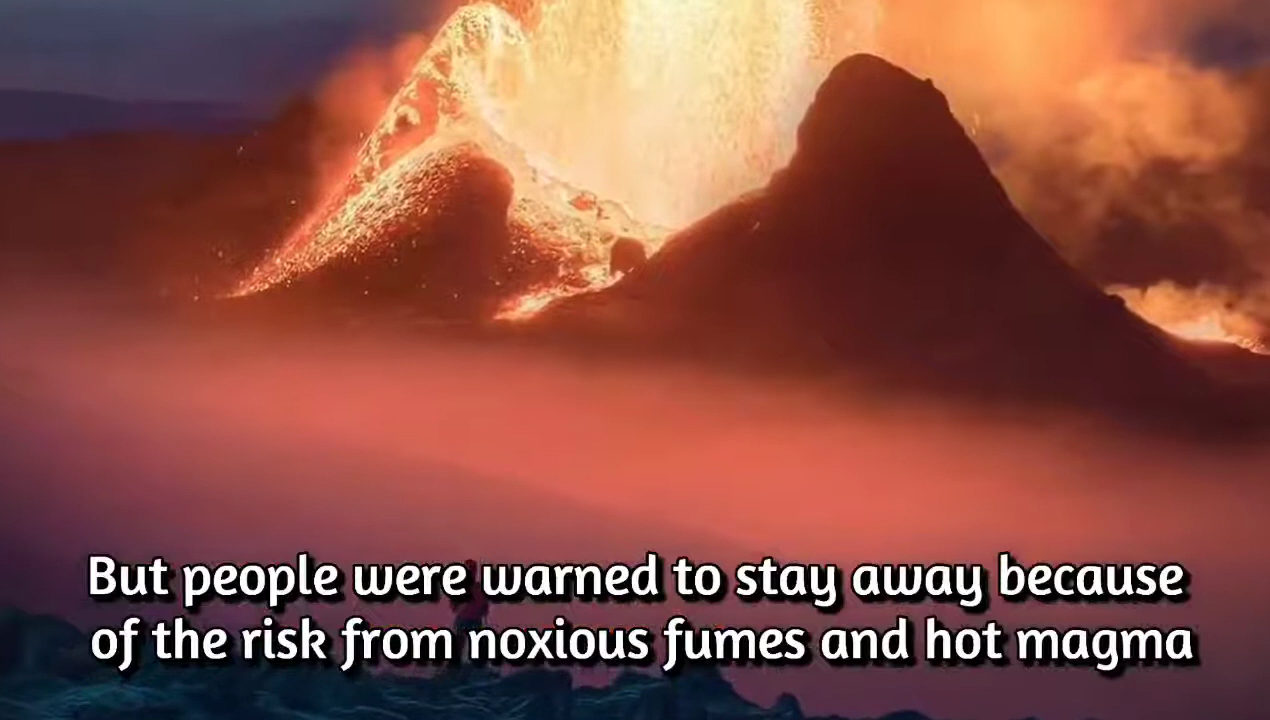 But people were warned to stay away because
of the risk from noxious fumes and hot magma